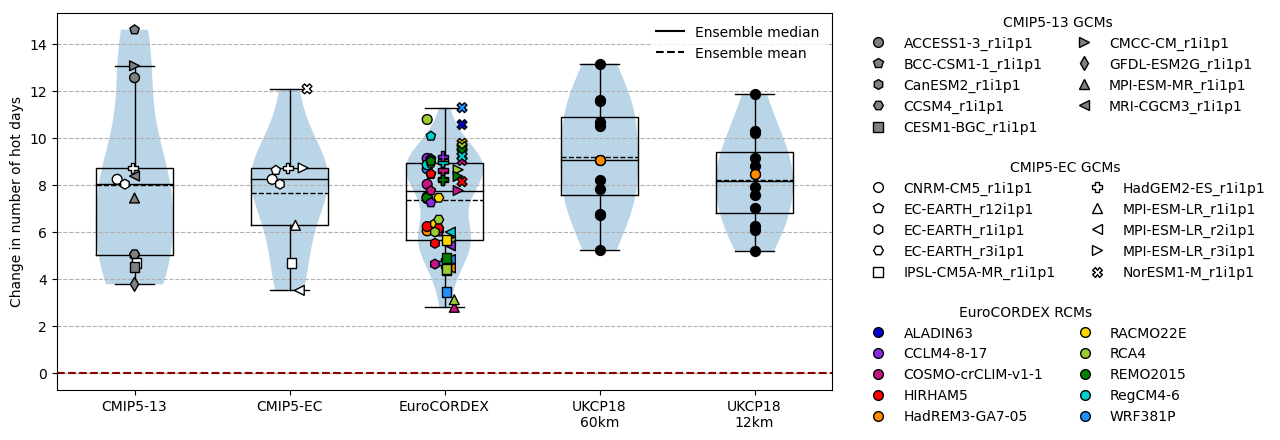 Change in number of hot days
14
12
10
8
6
4
2
0
Ensemble median
Ensemble mean
CMIP5-13
CMIP5-EC
EuroCORDEX
UKCP18
60km
UKCP18
12km
CMIP5-13 GCMs
ACCESS1-3_r1i1p1
BCC-CSM1-1_r1i1p1
CanESM2_r1i1p1
CCSM4_r1i1p1
CESM1-BGC_r1i1p1
CMCC-CM_r1i1p1
GFDL-ESM2G_r1i1p1
MPI-ESM-MR_r1i1p1
MRI-CGCM3_r1i1p1
CMIP5-EC GCMs
CNRM-CM5_r1i1p1
EC-EARTH_r12i1p1
EC-EARTH_r1i1p1
EC-EARTH_r3i1p1
IPSL-CM5A-MR_r1i1p1
HadGEM2-ES_r1i1p1
MPI-ESM-LR_r1i1p1
MPI-ESM-LR_r2i1p1
MPI-ESM-LR_r3i1p1
NorESM1-M_r1i1p1
EuroCORDEX RCMs
ALADIN63
CCLM4-8-17
COSMO-crCLIM-v1-1
HIRHAM5
HadREM3-GA7-05
RACMO22E
RCA4
REMO2015
RegCM4-6
WRF381P